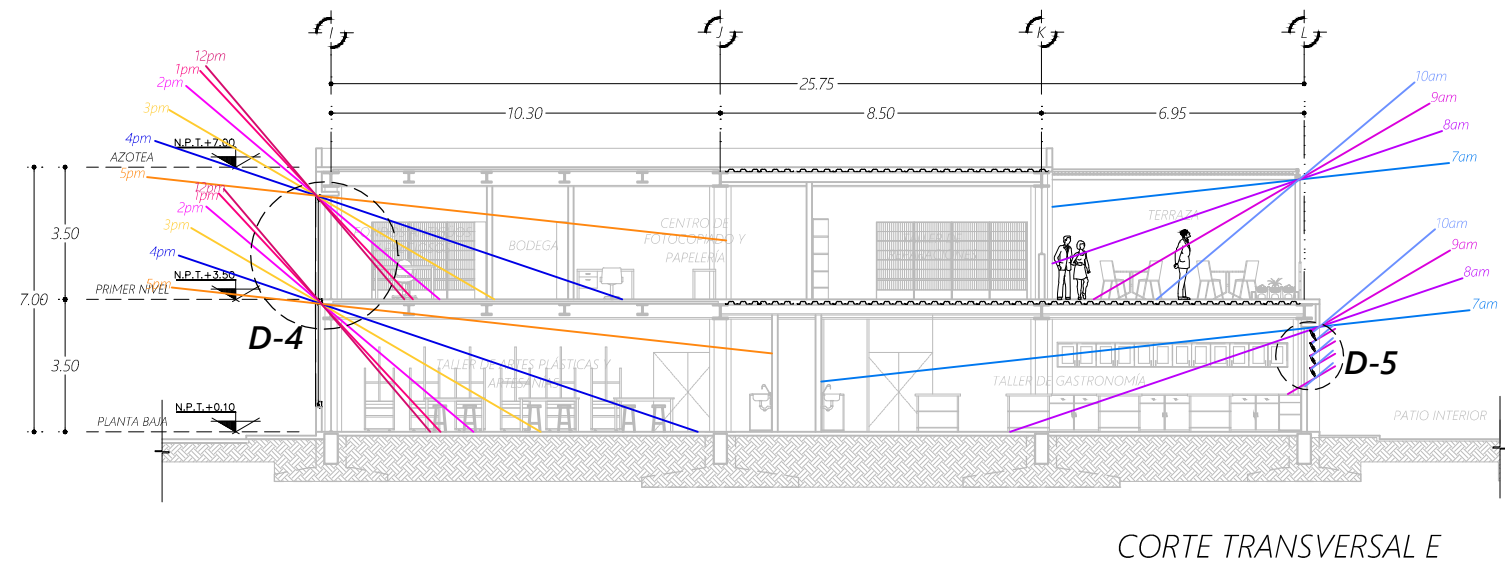 I
J
K
L
25.75
10.30
8.50
6.95
12pm
1pm
2pm
3pm
4pm
5pm
10am
9am
8am
7am
N.P.T.+7.00
AZOTEA
12pm
1pm
2pm
3pm
4pm
5pm
3.50
7.00
3.50
N.P.T.+3.50
PRIMER NIVEL
N.P.T.+0.10
PLANTA BAJA
D-4
BODEGA
CENTRO DE
FOTOCOPIADO Y
PAPELERÍA
TERRAZA
10am
9am
8am
7am
D-5
TALLER DE ARTES PLÁSTICAS Y
ARTESANÍAS
TALLER DE GASTRONOMÍA
PATIO INTERIOR
CORTE TRANSVERSAL E